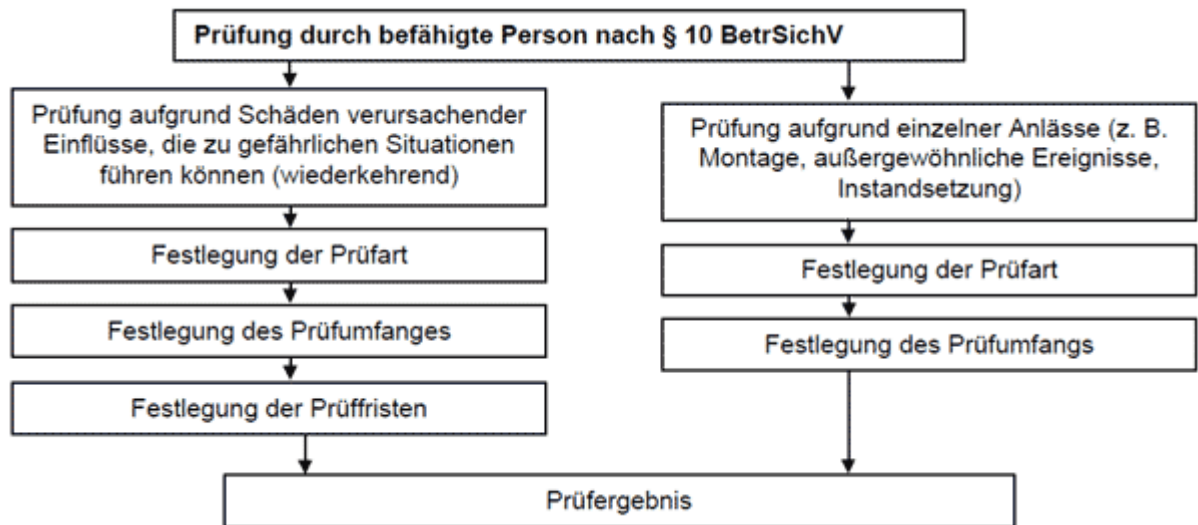 Prüfung durch befähigte Person nach § 10 BetrSichV
Prüfung aufgrund Schäden verursachender
Einflüsse, die zu gefährlichen Situationen
führen können (wiederkehrend)
Festlegung der Prüfart
Festlegung des Prüfumfanges
Festlegung der Prüffristen
Prüfung aufgrund einzelner Anlässe (z. B.
Montage, außergewöhnliche Ereignisse,
Instandsetzung)
Festlegung der Prüfart
Festlegung des Prüfumfangs
Prüfergebnis